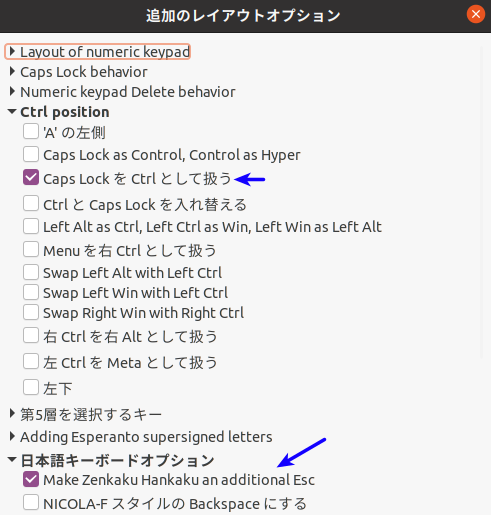 追加のレイアウトオプション
Layout of numeric keypad
Caps Lock behavior
Numeric keypad Delete behavior
Ctrl position
'A' の左側
Caps Lock as Control, Control as Hyper
Caps Lock を Ctrl として扱う
Ctrl と Caps Lock を入れ替える
Left Alt as Ctrl, Left Ctrl as Win, Left Win as Left Alt
Menu を右 Ctrl として扱う
Swap Left Alt with Left Ctrl
Swap Left Win with Left Ctrl
Swap Right Win with Right Ctrl
右 Ctrl を右 Alt として扱う
左 Ctrl を Meta として扱う
左下
第5層を選択するキー
Adding Esperanto supersigned letters
日本語キーボードオプション
Make Zenkaku Hankaku an additional Esc
NICOLA-F スタイルの Backspace にする